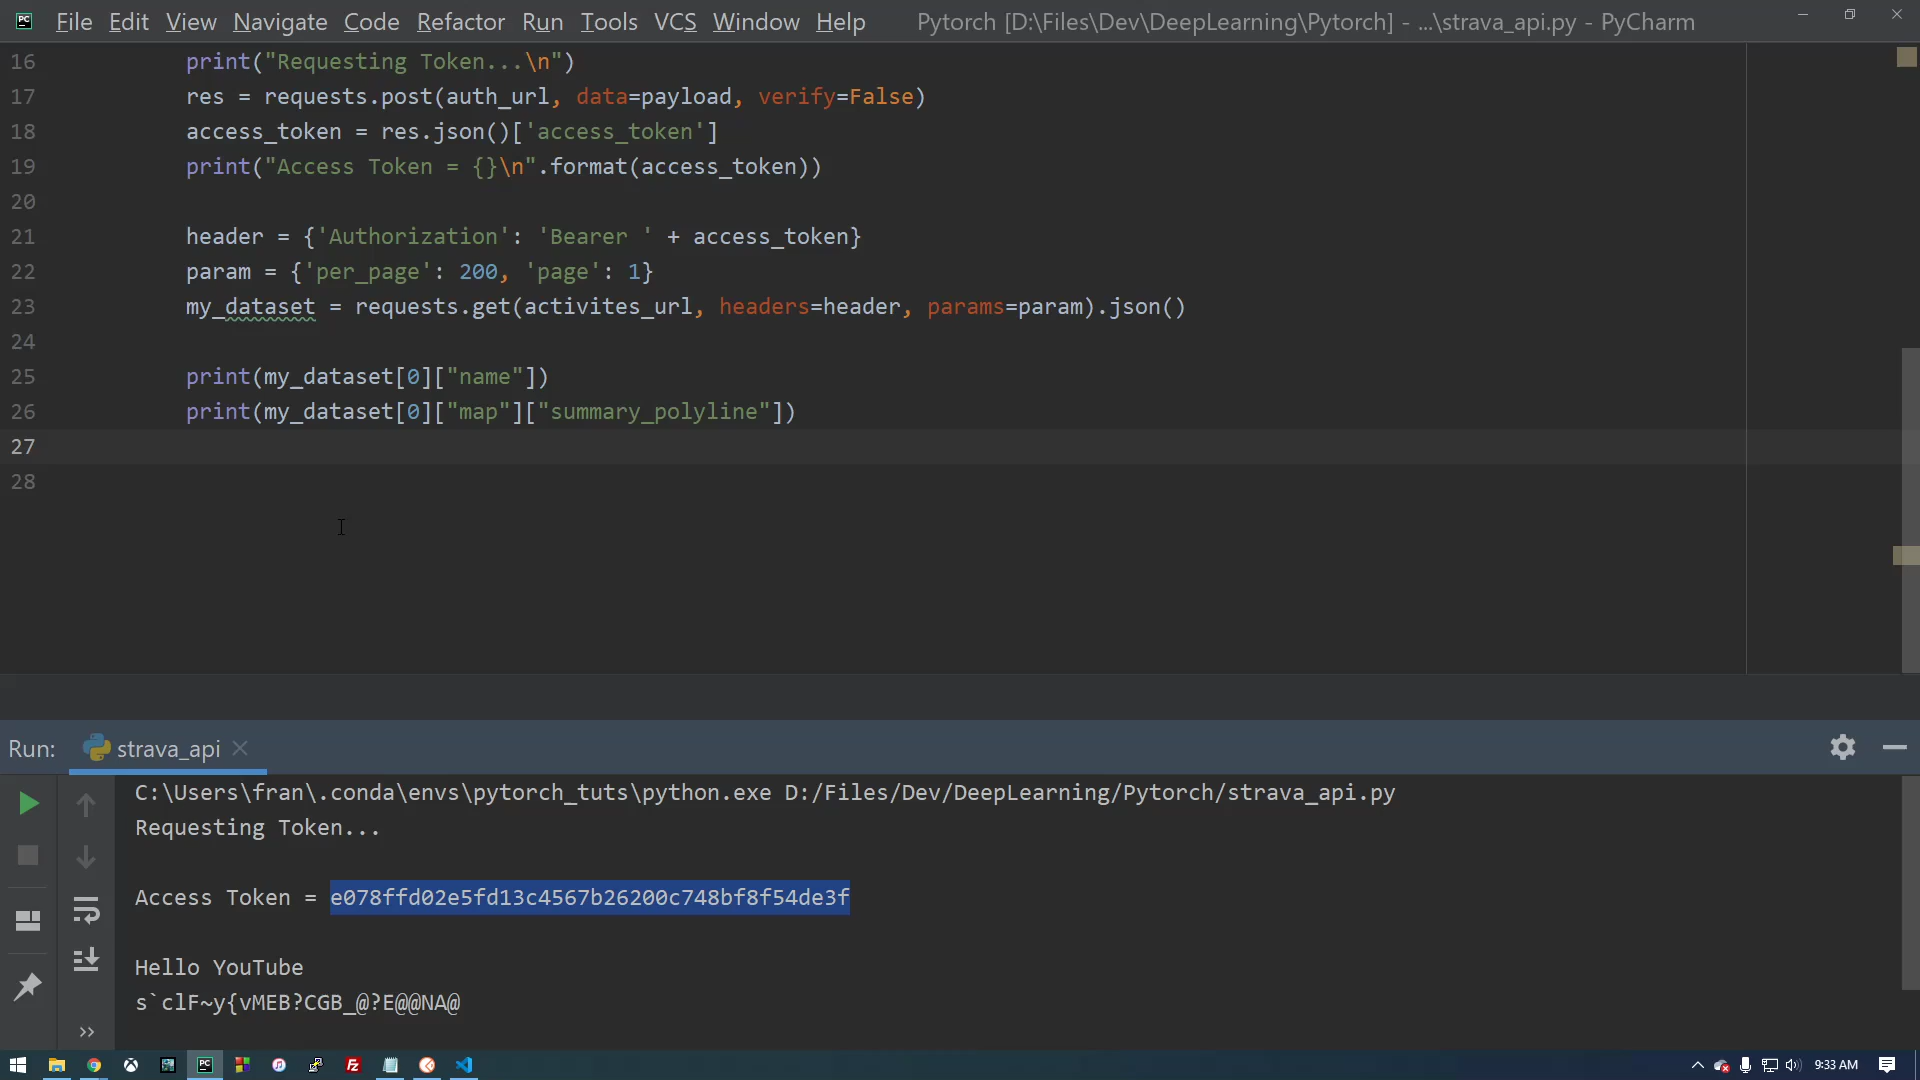 PC File Edit View Navigate Code Refactor Run Tools VCS Window Help Pytorch [D:\Files\Dev\DeepLearning\Pytorch] - ...\strava_api.py - PyCharm
16 print("Requesting Token...\n")
17 res = requests.post(auth_url, data=payload, verify=False)
18 access_token = res.json()['access_token']
19 print("Access Token = {}\n".format(access_token))
20
21 header = {'Authorization': 'Bearer ' + access_token}
22 param = {'per_page': 200, 'page': 1}
23 my_dataset = requests.get(activites_url, headers=header, params=param).json()
24
25 print(my_dataset[0]["name"])
26 print(my_dataset[0]["map"]["summary_polyline"])
27
28
Run: strava_api
C:\Users\fran\.conda\envs\pytorch_tuts\python.exe D:/Files/Dev/DeepLearning/Pytorch/strava_api.py
Requesting Token...
Access Token = e078ffd02e5fd13c4567b26200c748bf8f54de3f
Hello YouTube
s`clF~y{vMEB?CGB_@?E@@NA@
PC Fz 9:33 AM